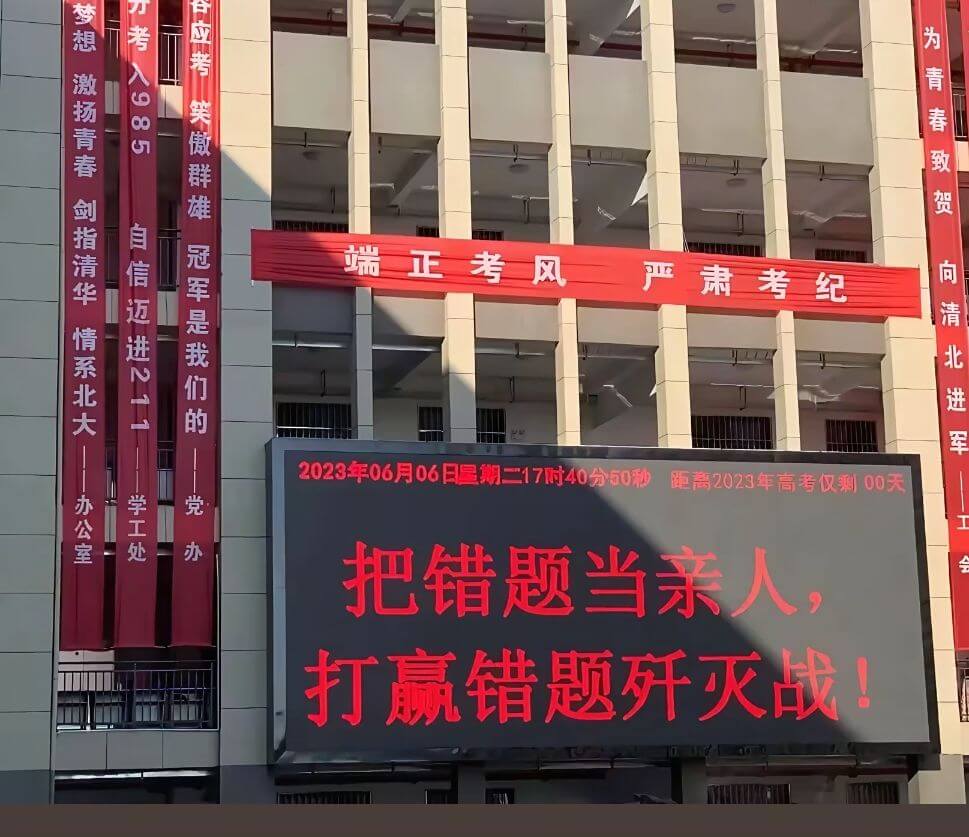 梦想 激扬青春 剑指清华 情系北大 ——办公室
考入985 自信迈进211 ——学工处
应考 笑傲群雄 冠军是我们的 ——党办
端正考风 严肃考纪
2023年06月06日星期二17时40分50秒 距离2023年高考仅剩 00天
把错题当亲人，
打赢错题歼灭战！
为青春致贺 向清北进军——工会